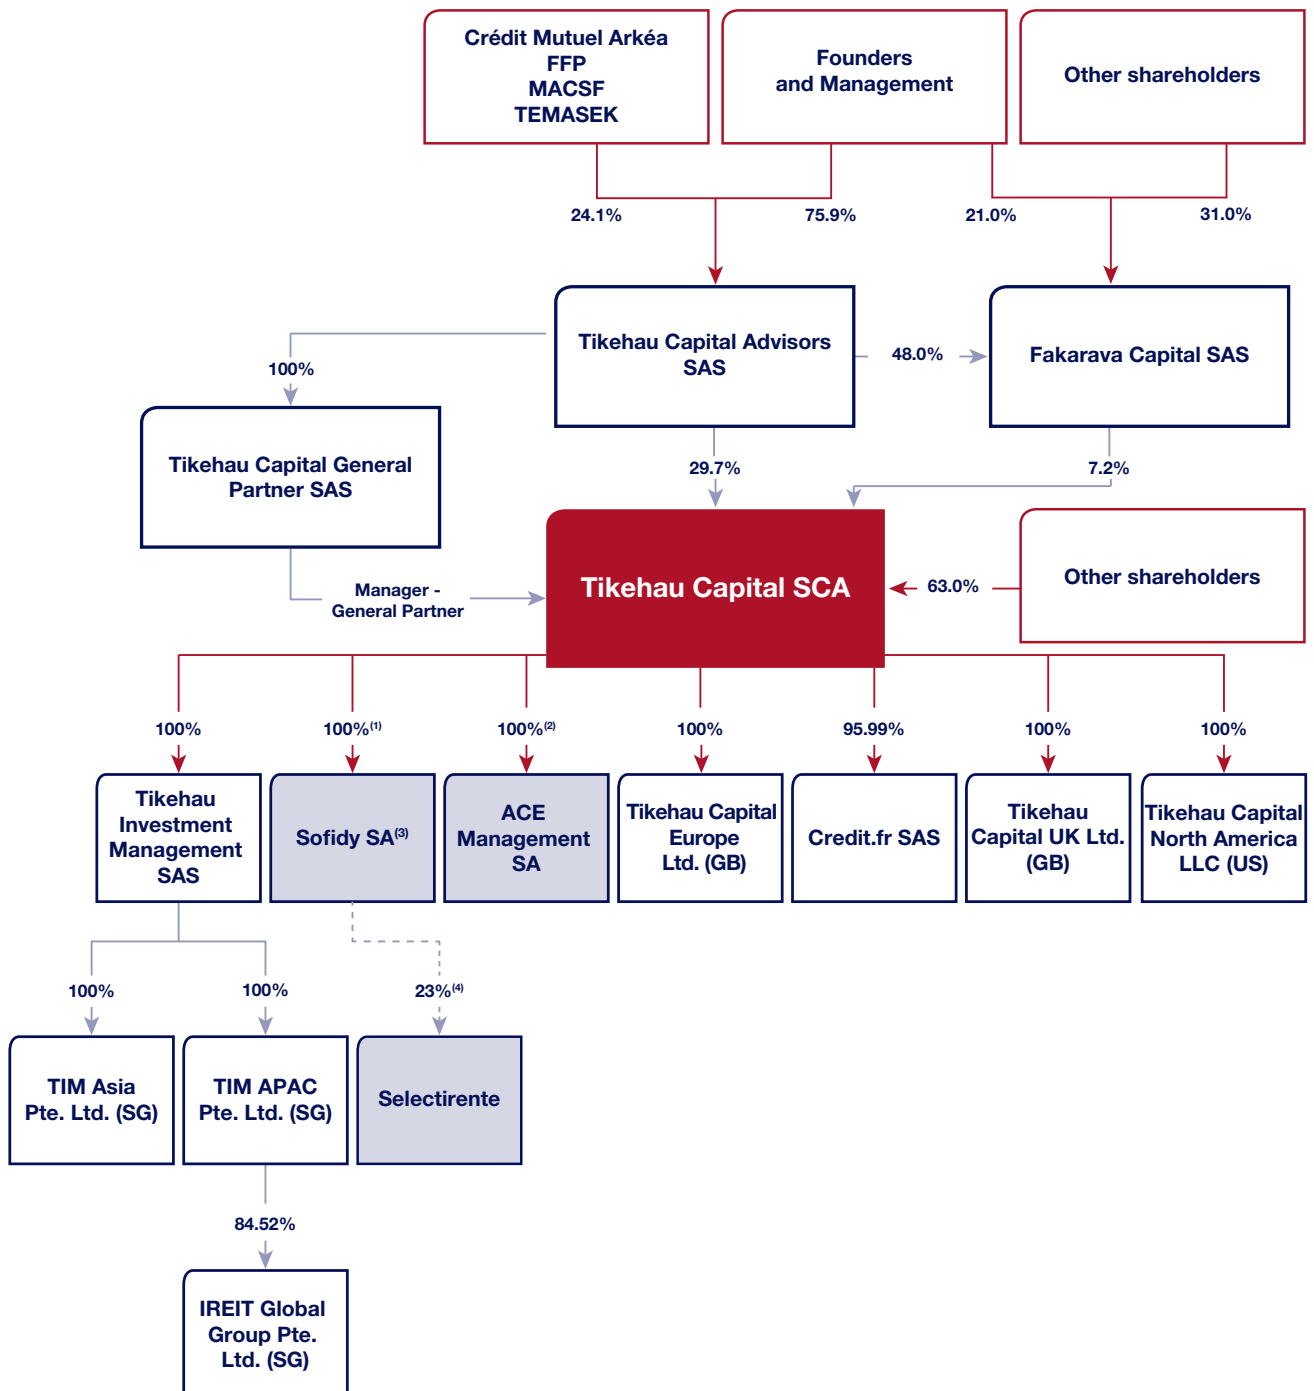 Crédit Mutuel Arkéa
FFP
MACSF
TEMASEK
Founders
and Management
Other shareholders
24.1%
75.9%
21.0%
31.0%
Tikehau Capital Advisors
SAS
48.0%
Fakarava Capital SAS
100%
Tikehau Capital General
Partner SAS
29.7%
7.2%
Manager -
General Partner
Tikehau Capital SCA
63.0%
Other shareholders
100%
100%(1)
100%(2)
100%
95.99%
100%
100%
Tikehau
Investment
Management
SAS
Sofidy SA(3)
ACE
Management
SA
Tikehau Capital
Europe
Ltd. (GB)
Credit.fr SAS
Tikehau
Capital UK Ltd.
(GB)
Tikehau Capital
North America
LLC (US)
100%
100%
23%(4)
TIM Asia
Pte. Ltd. (SG)
TIM APAC
Pte. Ltd. (SG)
Selectirente
84.52%
IREIT Global
Group Pte.
Ltd. (SG)